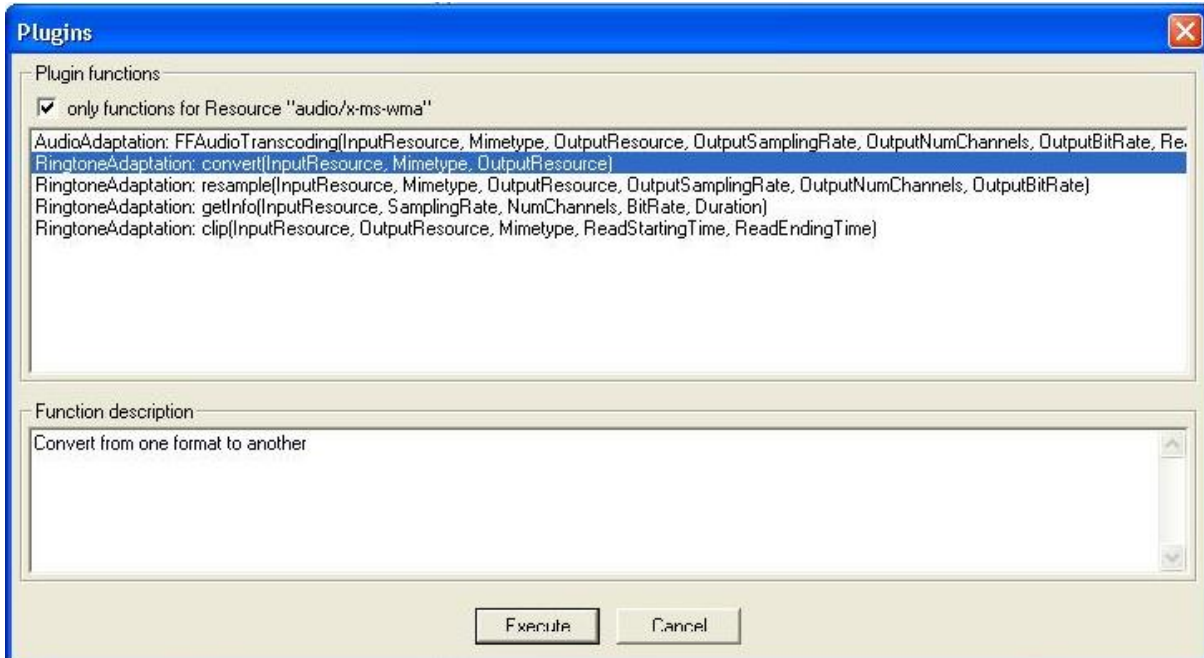 Plugins
Plugin functions
only functions for Resource "audio/x-ms-wma"
AudioAdaptation: FFAudioTranscoding(InputResource, Mimetype, OutputResource, OutputSamplingRate, OutputNumChannels, OutputBitRate,
RingtoneAdaptation: convert(InputResource, Mimetype, OutputResource)
RingtoneAdaptation: resample(InputResource, Mimetype, OutputResource, OutputSamplingRate, OutputNumChannels, OutputBitRate)
RingtoneAdaptation: getInfo(InputResource, SamplingRate, NumChannels, BitRate, Duration)
RingtoneAdaptation: clip(InputResource, OutputResource, Mimetype, ReadStartingTime, ReadEndingTime)
Function description
Convert from one format to another
Execute Cancel